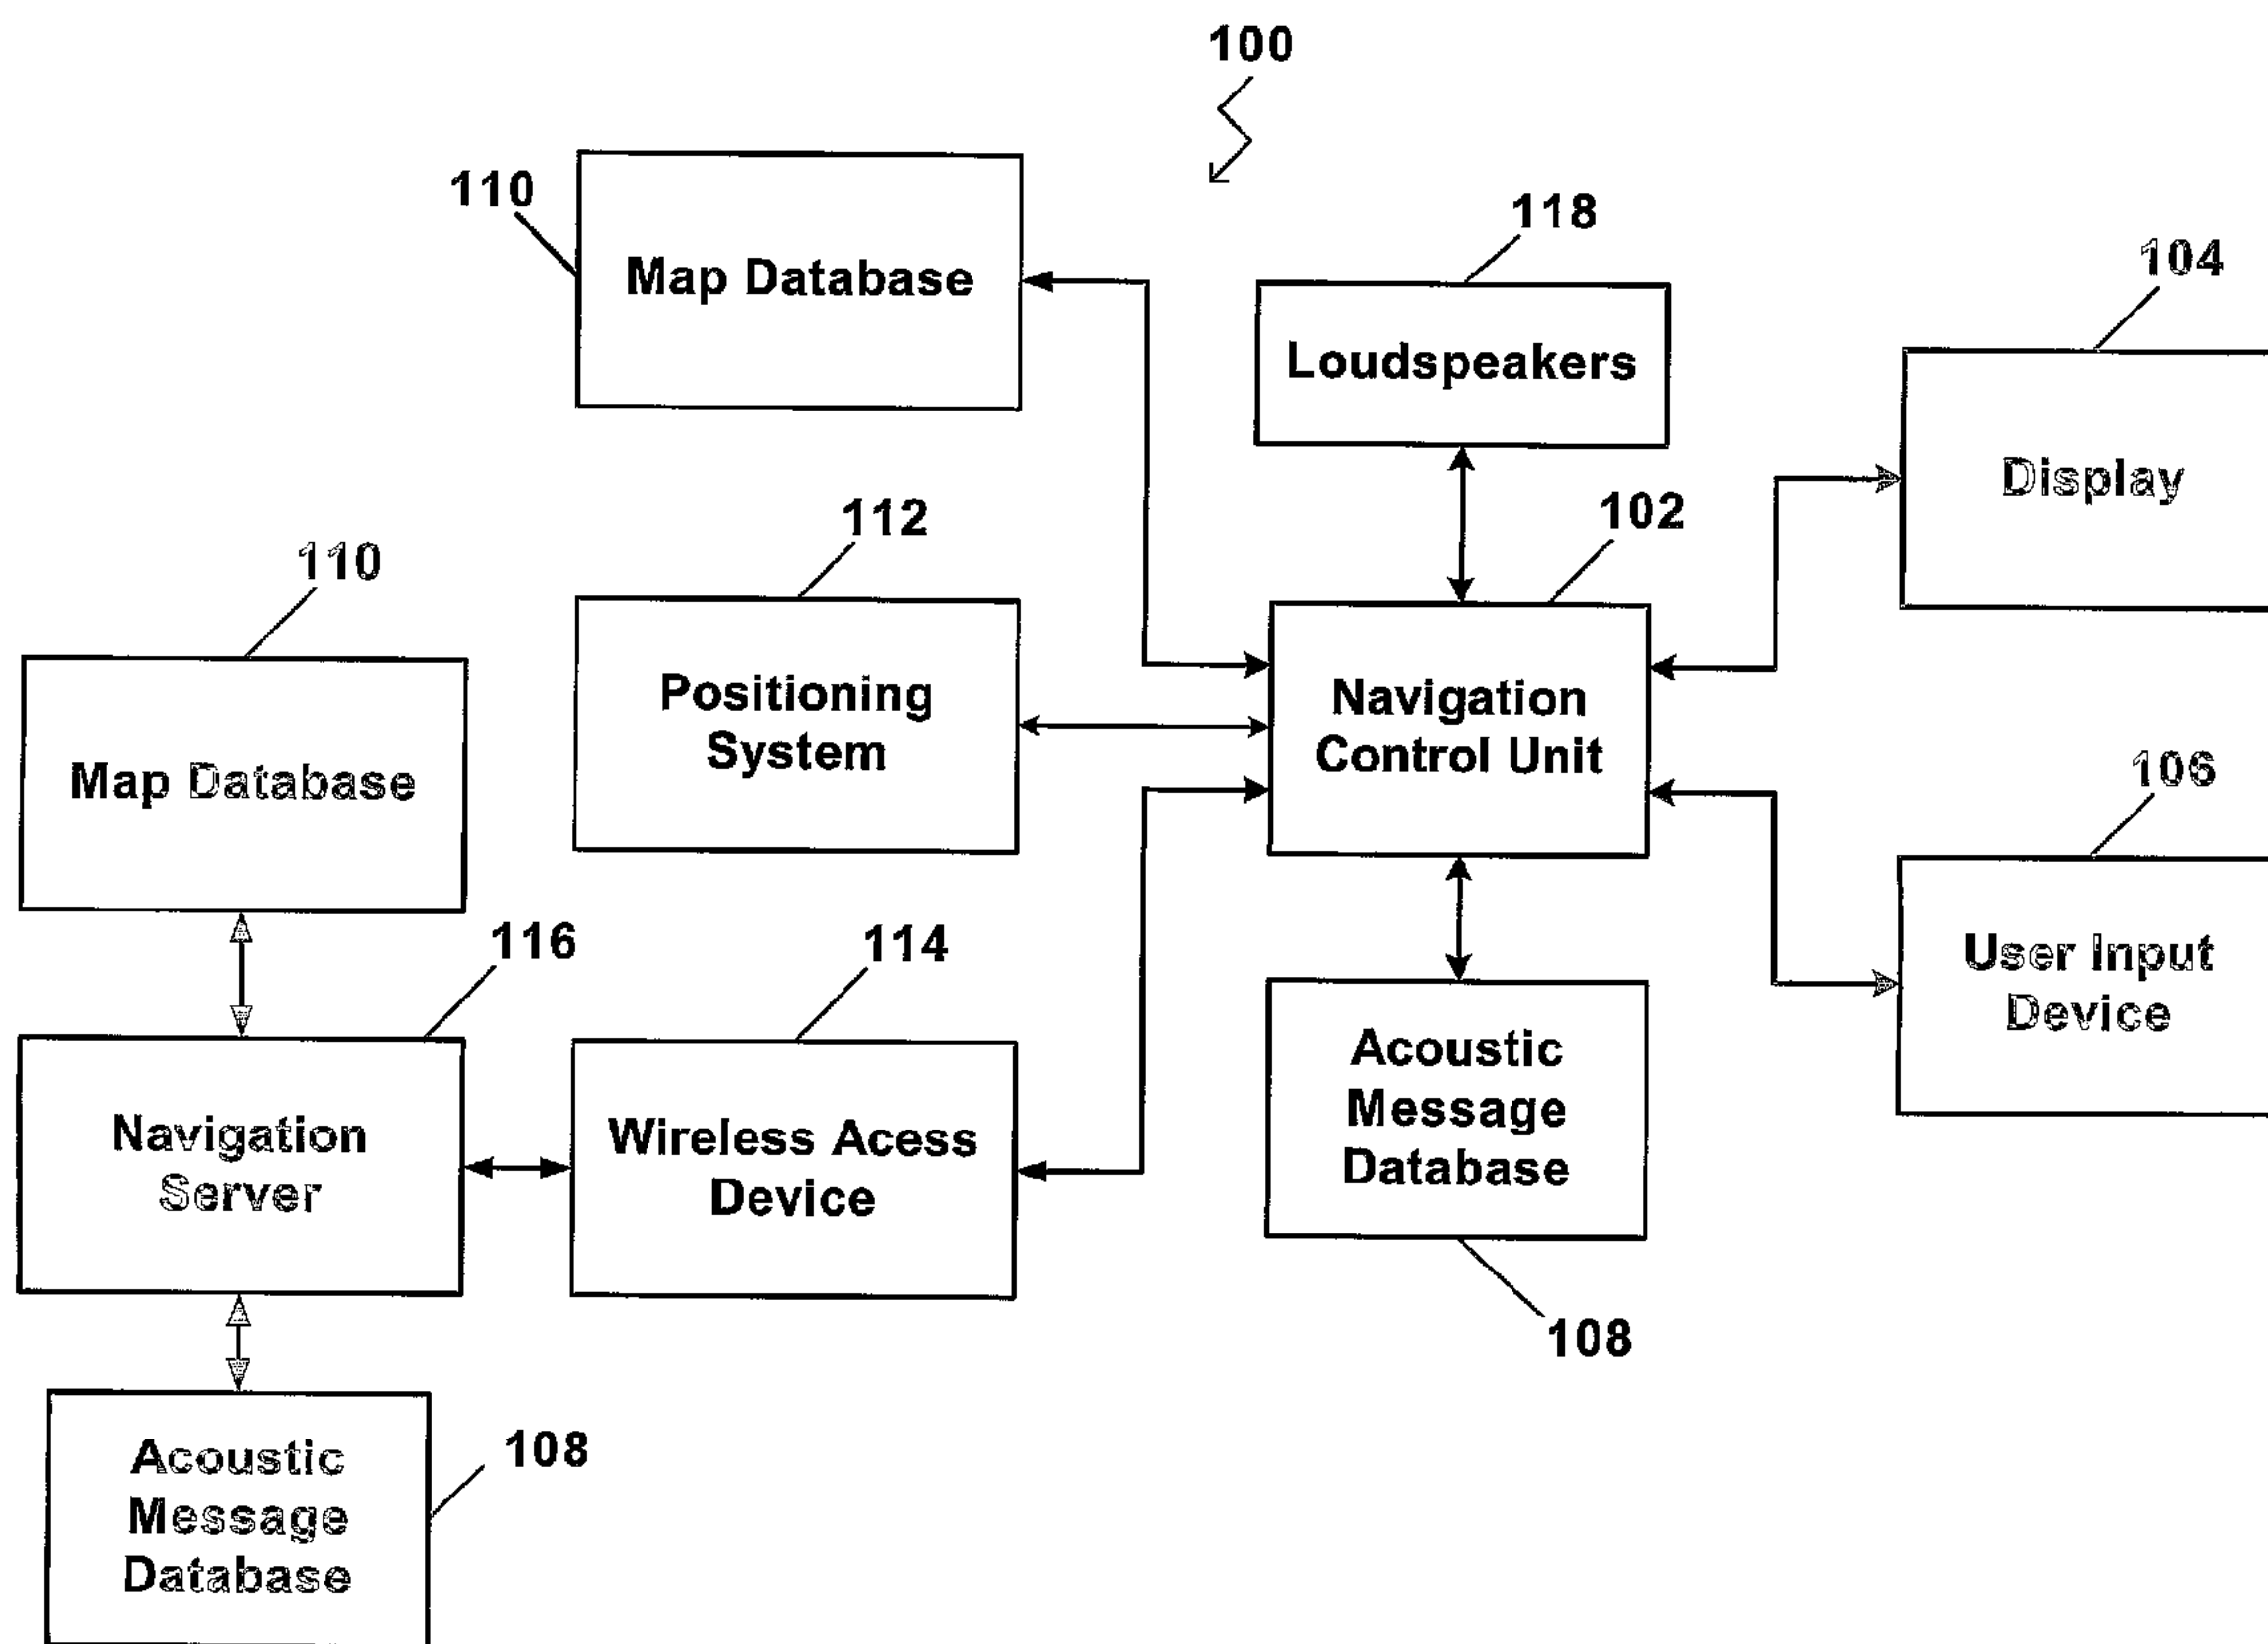 100
110
Map Database
118
Loudspeakers
104
Display
112
Positioning
System
102
Navigation
Control Unit
110
Map Database
106
User Input
Device
116
Navigation
Server
114
Wireless Acess
Device
Acoustic
Message
Database
108
Acoustic
Message
Database
108